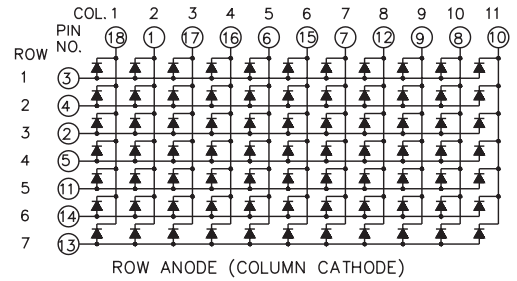 COL. 1 2 3 4 5 6 7 8 9 10 11
PIN NO. 18 1 17 16 6 15 7 12 9 8 10
ROW
1 3
2 4
3 2
4 5
5 11
6 14
7 13
ROW ANODE (COLUMN CATHODE)